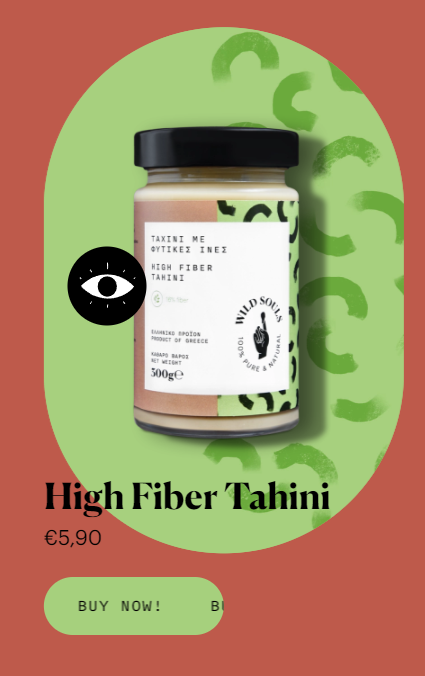 ΤΑΧΙΝΙ ΜΕ
ΦΥΤΙΚΕΣ ΙΝΕΣ
HIGH FIBER
TAHINI
ΕΛΛΗΝΙΚΟ ΠΡΟΪΟΝ
PRODUCT OF GREECE
ΚΑΘΑΡΟ ΒΑΡΟΣ
NET WEIGHT
500g℮
WILD SOULS
100% PURE & NATURAL
High Fiber Tahini
€5,90
BUY NOW! BU